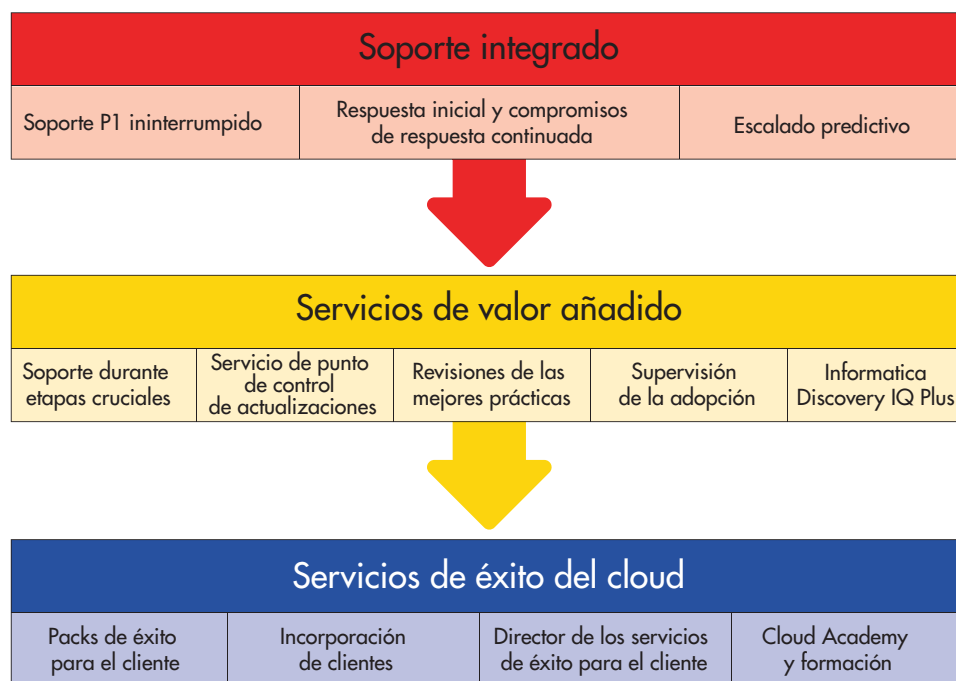 Soporte integrado
Soporte P1 ininterrumpido
Respuesta inicial y compromisos
de respuesta continuada
Escalado predictivo
Servicios de valor añadido
Soporte durante
etapas cruciales
Servicio de punto
de control
de actualizaciones
Revisiones de las
mejores prácticas
Supervisión
de la adopción
Informatica
Discovery IQ Plus
Servicios de éxito del cloud
Packs de éxito
para el cliente
Incorporación
de clientes
Director de los servicios
de éxito para el cliente
Cloud Academy
y formación